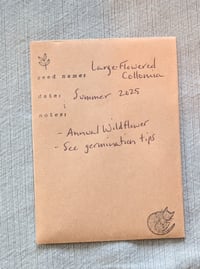 Large-Flowered
seed name: Collomia
date: Summer 2025
notes:
- Annual Wildflower
- See germination tips